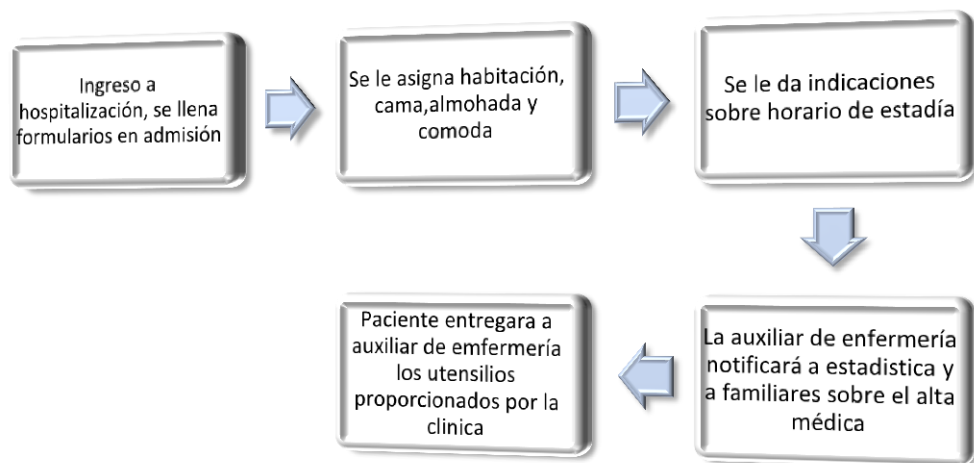 Ingreso a
hospitalización, se llena
formularios en admisión
Se le asigna habitación,
cama,almohada y
comoda
Se le da indicaciones
sobre horario de estadía
La auxiliar de enfermería
notificará a estadistica y
a familiares sobre el alta
médica
Paciente entregara a
auxiliar de emfermería
los utensilios
proporcionados por la
clinica